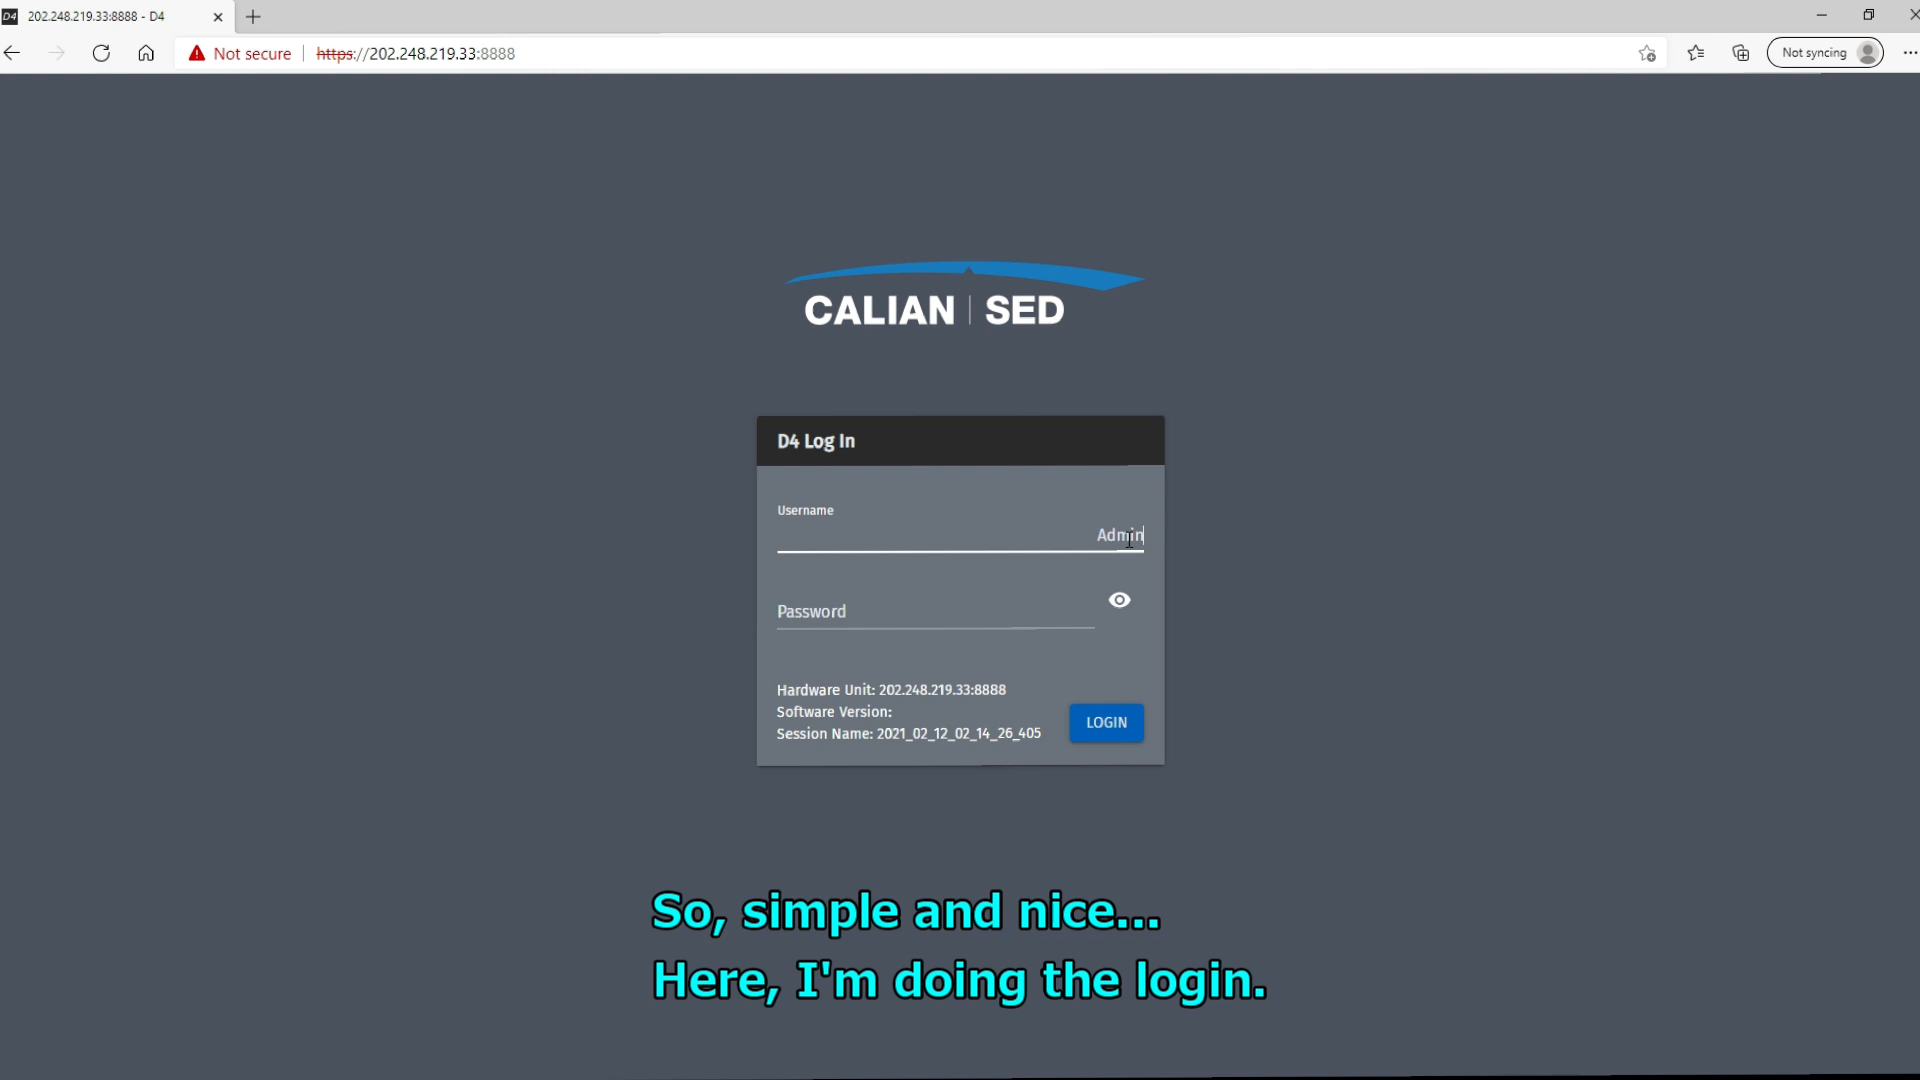 D4 202.248.219.33:8888 - D4
Not secure https://202.248.219.33:8888 Not syncing
CALIAN | SED
D4 Log In
Username
Admin
Password
Hardware Unit: 202.248.219.33:8888
Software Version:
Session Name: 2021_02_12_02_14_26_405
LOGIN
So, simple and nice...
Here, I'm doing the login.